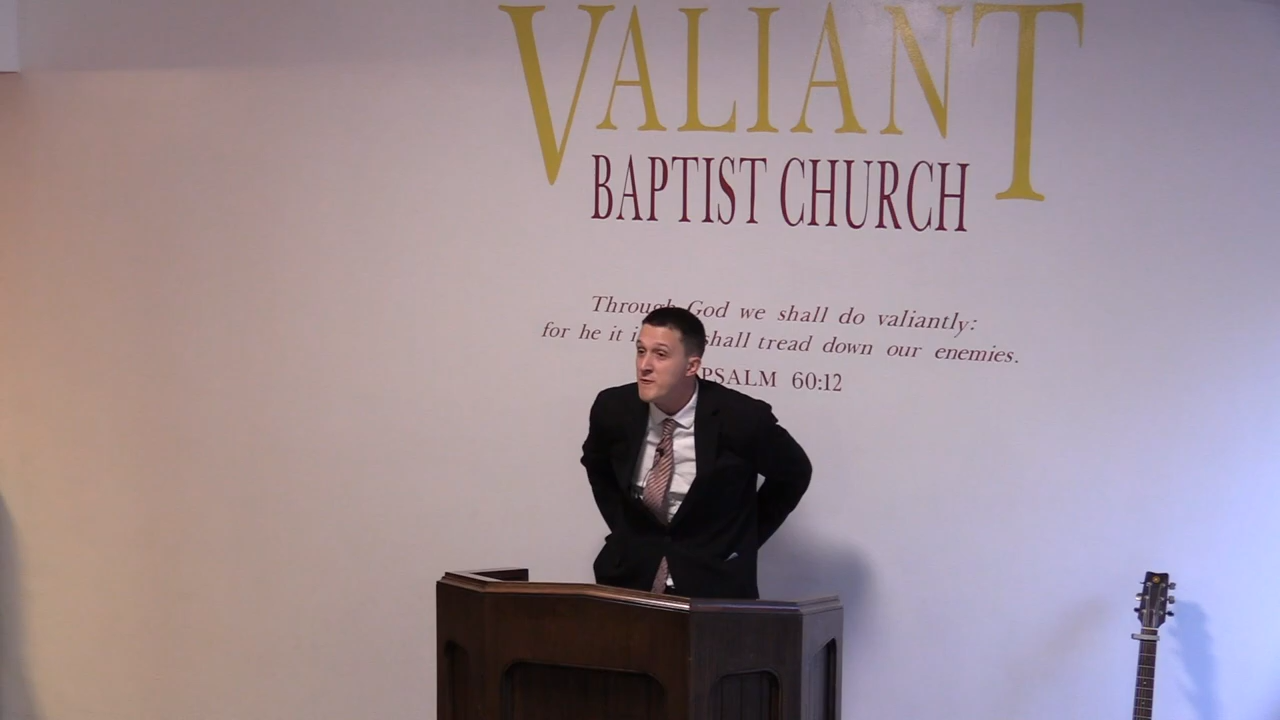 VALIANT
BAPTIST CHURCH
Through God we shall do valiantly:
for he it i shall tread down our enemies.
PSALM 60:12